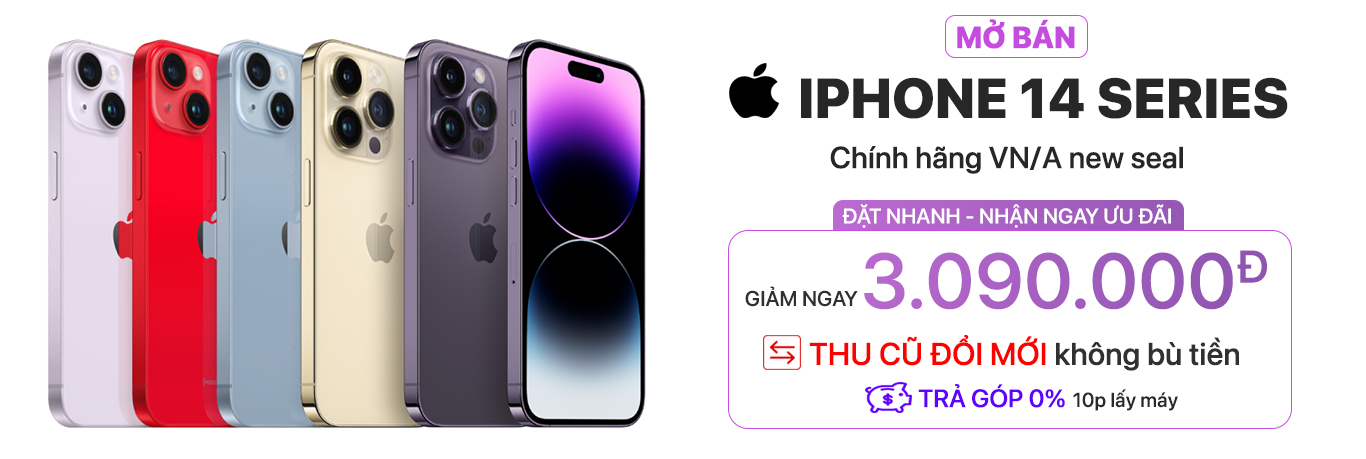 MỞ BÁN
IPHONE 14 SERIES
Chính hãng VN/A new seal
ĐẶT NHANH - NHẬN NGAY ƯU ĐÃI
GIẢM NGAY 3.090.000Đ
THU CŨ ĐỔI MỚI không bù tiền
$ TRẢ GÓP 0% 10p lấy máy